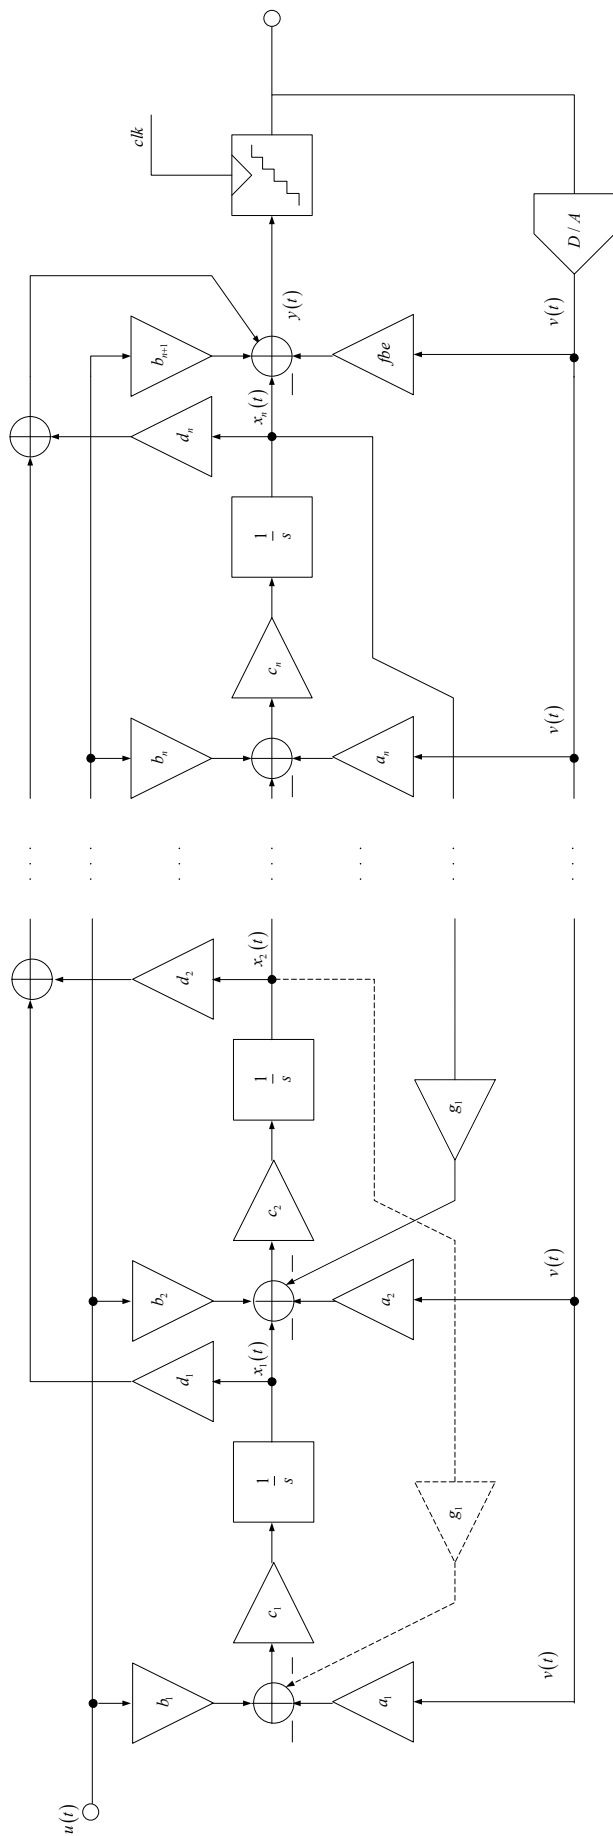 u(t)
b₁
a₁
v(t)
c₁
1
s
g₁
x₁(t)
d₁
b₂
a₂
v(t)
c₂
1
s
g₁
x₂(t)
d₂
. . .
. . .
. . .
. . .
. . .
. . .
. . .
bₙ
aₙ
v(t)
cₙ
1
s
xₙ(t)
dₙ
bₙ₊₁
fbe
y(t)
v(t)
D / A
clk